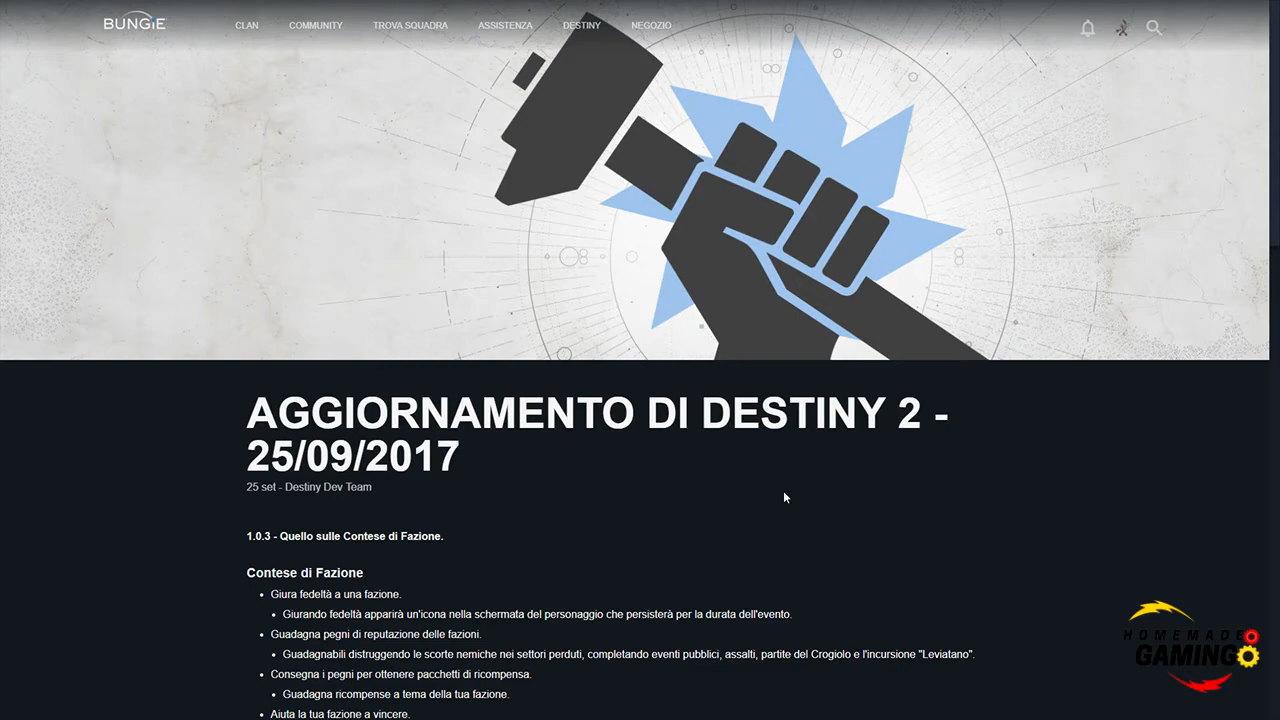 BUNGiE
CLAN COMMUNITY TROVA SQUADRA ASSISTENZA DESTINY NEGOZIO
AGGIORNAMENTO DI DESTINY 2 -
25/09/2017
25 set - Destiny Dev Team
1.0.3 - Quello sulle Contese di Fazione.
Contese di Fazione
• Giura fedeltà a una fazione.
• Giurando fedeltà apparirà un'icona nella schermata del personaggio che persisterà per la durata dell'evento.
• Guadagna pegni di reputazione delle fazioni.
• Guadagnabili distruggendo le scorte nemiche nei settori perduti, completando eventi pubblici, assalti, partite del Crogiolo e l'incursione "Leviatano".
• Consegna i pegni per ottenere pacchetti di ricompensa.
• Guadagna ricompense a tema della tua fazione.
• Aiuta la tua fazione a vincere.
HOMEMADE
GAMING